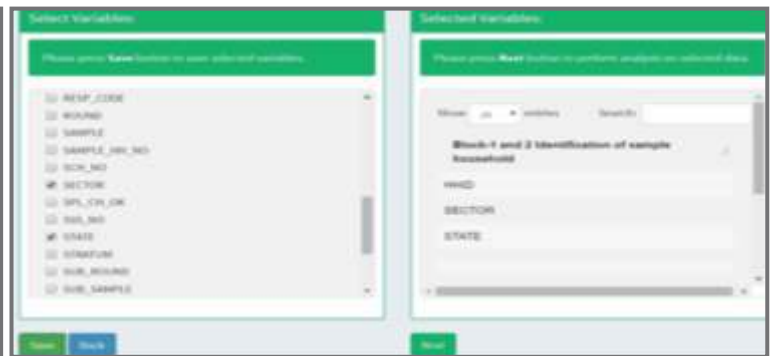 Select Variables:
Please press Save button to save selected variables.
RESP_CODE
ROUND
SAMPLE
SAMPLE_HH_NO
SCH_NO
SECTOR
SPL_CH_OK
SSS_NO
STATE
STRATUM
SUB_ROUND
SUB_SAMPLE
Save Back
Selected Variables:
Please press Next button to perform analysis on selected data.
Show entries Search:
Block-1 and 2 Identification of sample
household
HHID
SECTOR
STATE
Next